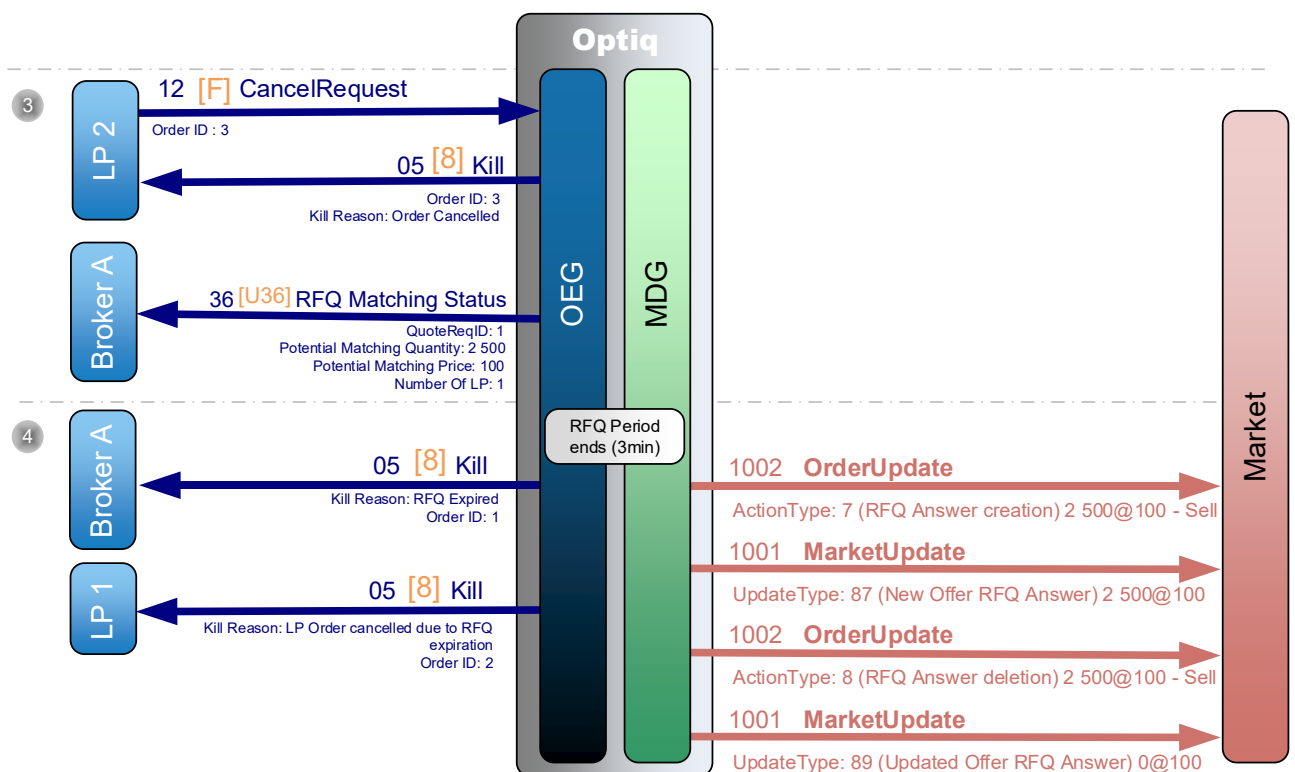 Optiq
3
LP 2
12 [F] CancelRequest
Order ID : 3
05 [8] Kill
Order ID: 3
Kill Reason: Order Cancelled
Broker A
36 [U36] RFQ Matching Status
QuoteReqID: 1
Potential Matching Quantity: 2 500
Potential Matching Price: 100
Number Of LP: 1
OEG
MDG
Market
4
RFQ Period
ends (3min)
Broker A
05 [8] Kill
Kill Reason: RFQ Expired
Order ID: 1
LP 1
05 [8] Kill
Kill Reason: LP Order cancelled due to RFQ
expiration
Order ID: 2
1002 OrderUpdate
ActionType: 7 (RFQ Answer creation) 2 500@100 - Sell
1001 MarketUpdate
UpdateType: 87 (New Offer RFQ Answer) 2 500@100
1002 OrderUpdate
ActionType: 8 (RFQ Answer deletion) 2 500@100 - Sell
1001 MarketUpdate
UpdateType: 89 (Updated Offer RFQ Answer) 0@100